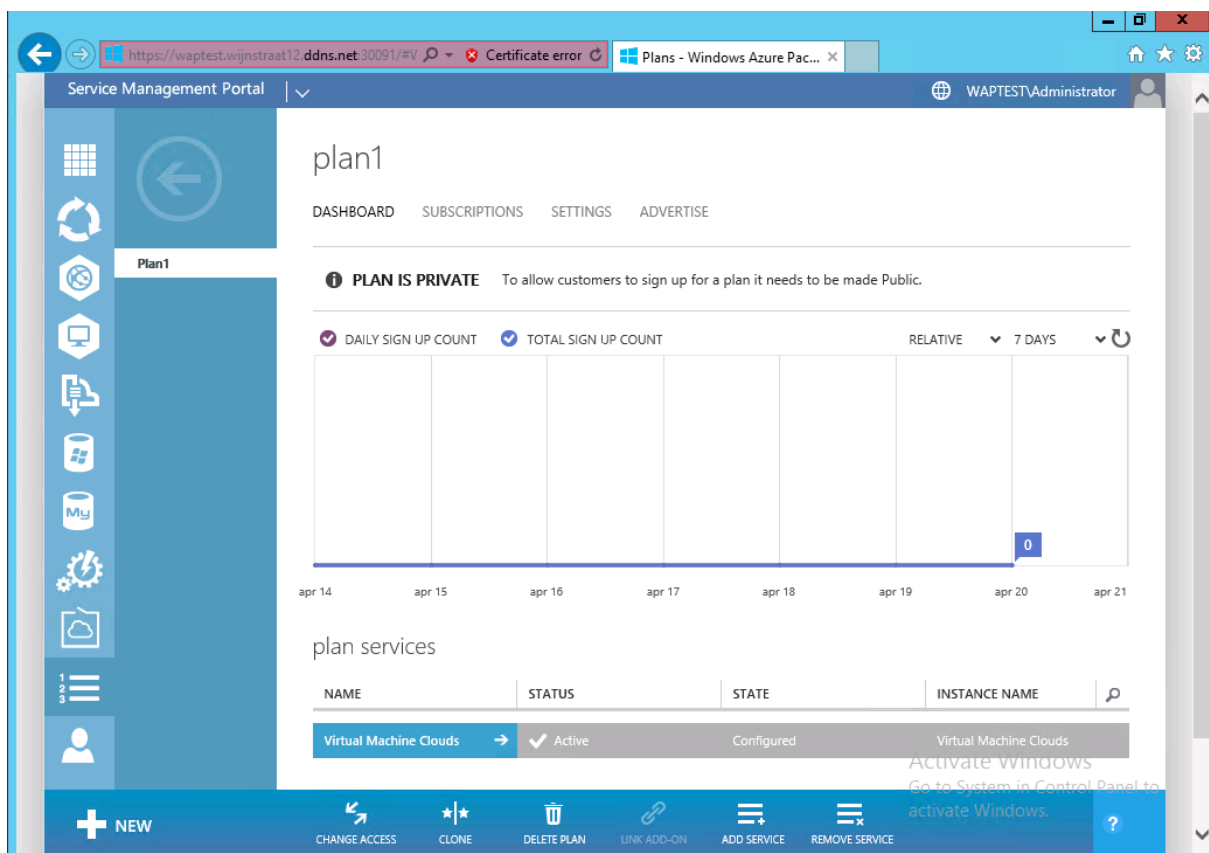 https://waptest.wijnstraat12.ddns.net:30091/#V Certificate error Plans - Windows Azure Pac...
Service Management Portal WAPTEST\Administrator
plan1
DASHBOARD SUBSCRIPTIONS SETTINGS ADVERTISE
Plan1
PLAN IS PRIVATE To allow customers to sign up for a plan it needs to be made Public.
DAILY SIGN UP COUNT TOTAL SIGN UP COUNT RELATIVE 7 DAYS
0
apr 14 apr 15 apr 16 apr 17 apr 18 apr 19 apr 20 apr 21
plan services
NAME STATUS STATE INSTANCE NAME
Virtual Machine Clouds Active Configured Virtual Machine Clouds
Activate Windows
Go to System in Control Panel to
activate Windows.
NEW CHANGE ACCESS CLONE DELETE PLAN LINK ADD-ON ADD SERVICE REMOVE SERVICE ?
My
1
2
3